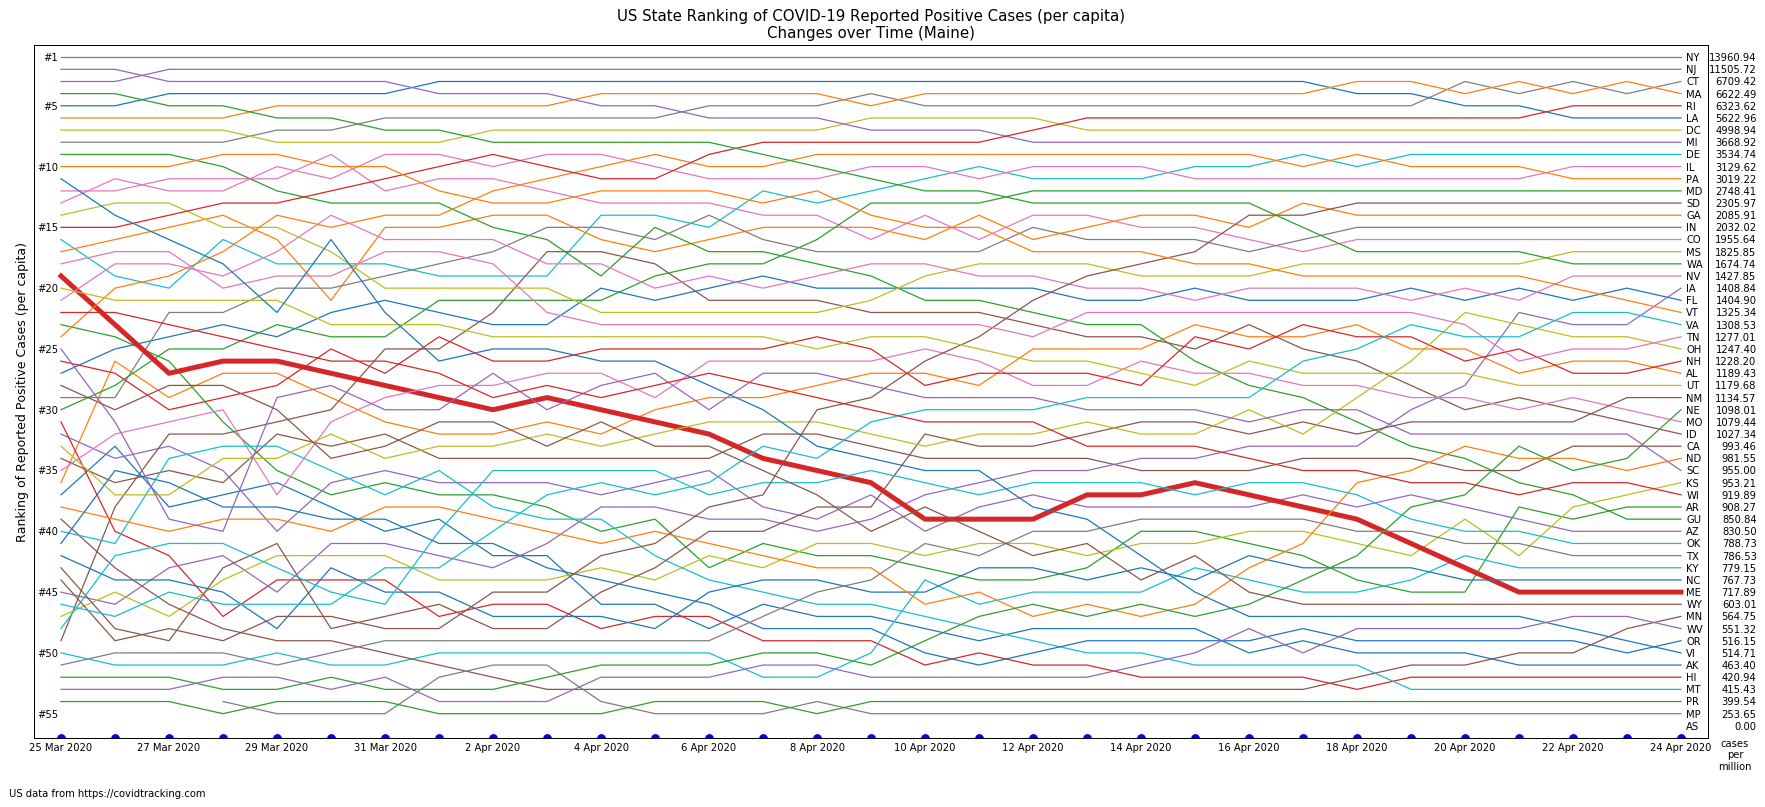 US State Ranking of COVID-19 Reported Positive Cases (per capita)
Changes over Time (Maine)
Ranking of Reported Positive Cases (per capita)
#1
#5
#10
#15
#20
#25
#30
#35
#40
#45
#50
#55
NY 13960.94
NJ 11505.72
CT 6709.42
MA 6622.49
RI 6323.62
LA 5622.96
DC 4998.94
MI 3668.92
DE 3534.74
IL 3129.62
PA 3019.22
MD 2748.41
SD 2305.97
GA 2085.91
IN 2032.02
CO 1955.64
MS 1825.85
WA 1674.74
NV 1427.85
IA 1408.84
FL 1404.90
VT 1325.34
VA 1308.53
TN 1277.01
OH 1247.40
NH 1228.20
AL 1189.43
UT 1179.68
NM 1134.57
NE 1098.01
MO 1079.44
ID 1027.34
CA 993.46
ND 981.55
SC 955.00
KS 953.21
WI 919.89
AR 908.27
GU 850.84
AZ 830.50
OK 788.73
TX 786.53
KY 779.15
NC 767.73
ME 717.89
WY 603.01
MN 564.75
WV 551.32
OR 516.15
VI 514.71
AK 463.40
HI 420.94
MT 415.43
PR 399.54
MP 253.65
AS 0.00
25 Mar 2020
27 Mar 2020
29 Mar 2020
31 Mar 2020
2 Apr 2020
4 Apr 2020
6 Apr 2020
8 Apr 2020
10 Apr 2020
12 Apr 2020
14 Apr 2020
16 Apr 2020
18 Apr 2020
20 Apr 2020
22 Apr 2020
24 Apr 2020
cases
per
million
US data from https://covidtracking.com